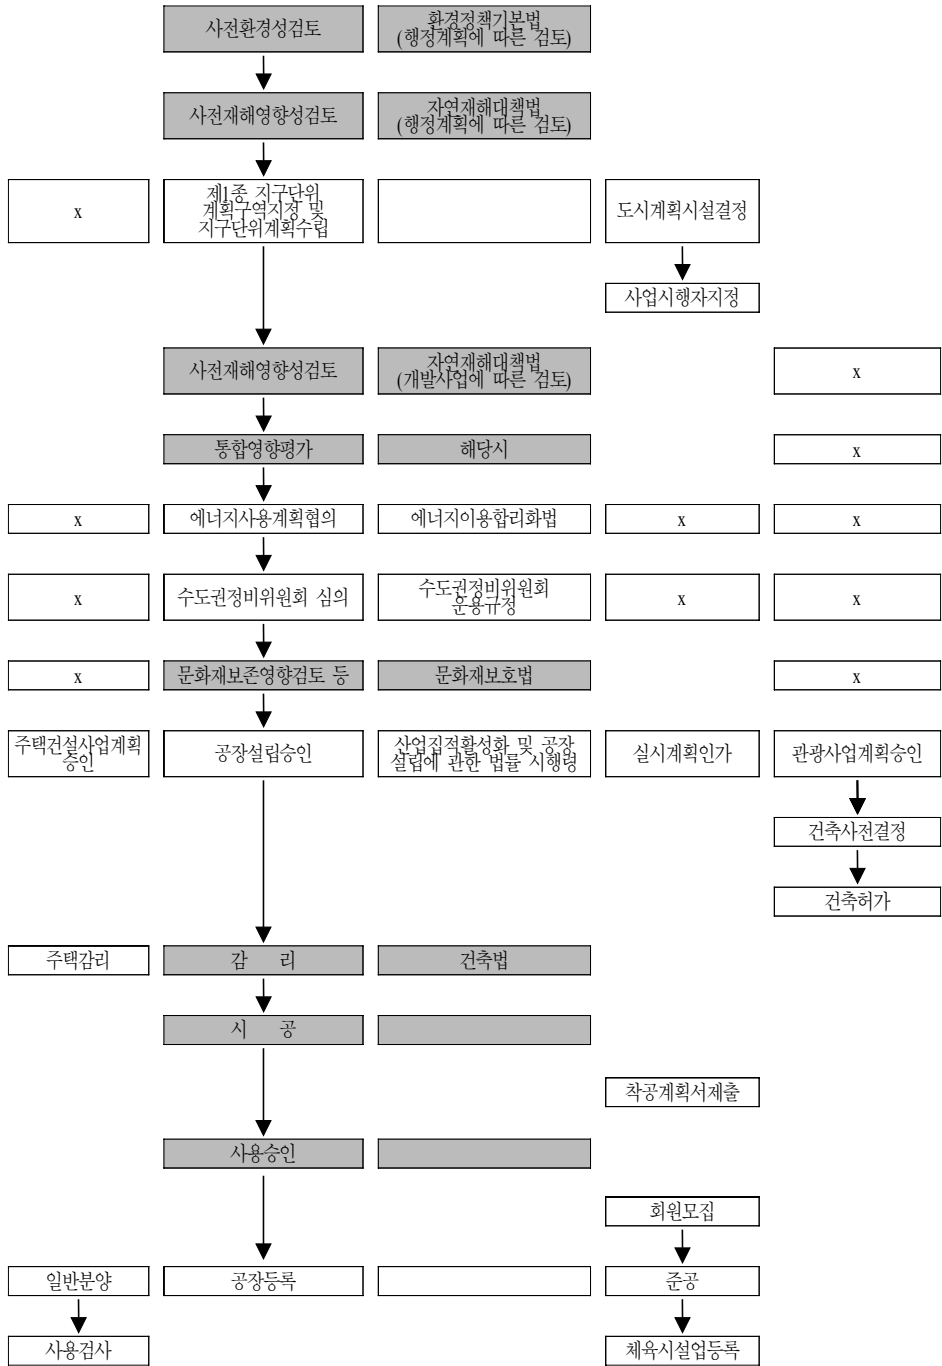 사전환경성검토
환경정책기본법
(행정계획에 따른 검토)
사전재해영향성검토
자연재해대책법
(행정계획에 따른 검토)
x
제1종 지구단위
계획구역지정 및
지구단위계획수립
도시계획시설결정
사업시행자지정
사전재해영향성검토
자연재해대책법
(개발사업에 따른 검토)
x
통합영향평가
해당시
x
x
에너지사용계획협의
에너지이용합리화법
x
x
x
수도권정비위원회 심의
수도권정비위원회
운용규정
x
x
x
문화재보존영향검토 등
문화재보호법
x
주택건설사업계획
승인
공장설립승인
산업집적활성화 및 공장
설립에 관한 법률 시행령
실시계획인가
관광사업계획승인
건축사전결정
건축허가
주택감리
감 리
건축법
시 공
착공계획서제출
사용승인
회원모집
일반분양
공장등록
준공
사용검사
체육시설업등록